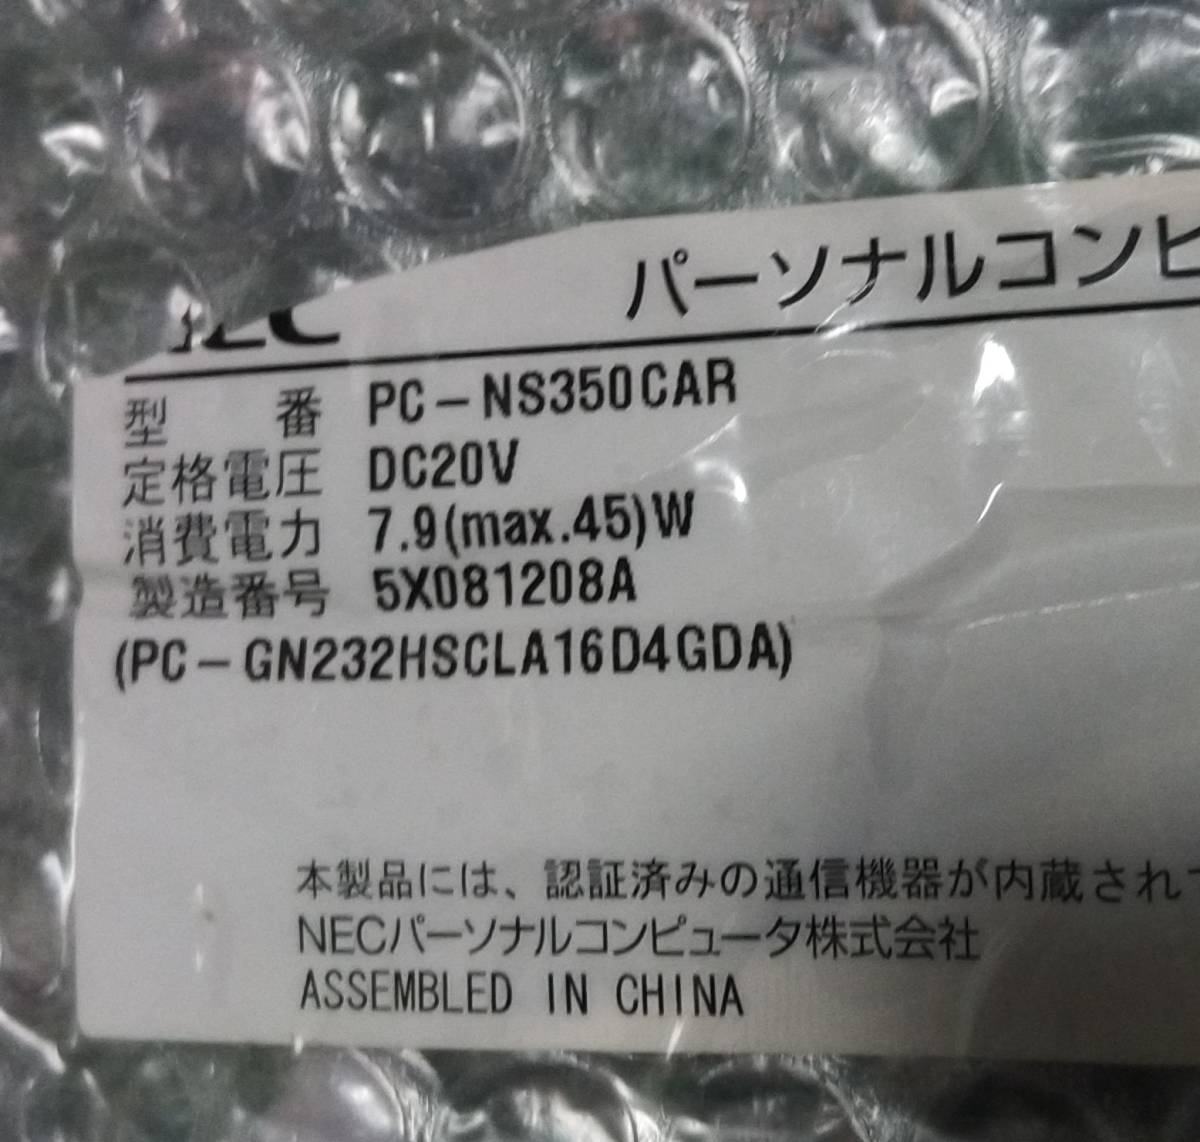 NEC パーソナルコンピ
型 番 PC-NS350CAR
定格電圧 DC20V
消費電力 7.9(max.45)W
製造番号 5X081208A
(PC-GN232HSCLA16D4GDA)
本製品には、認証済みの通信機器が内蔵されて
NECパーソナルコンピュータ株式会社
ASSEMBLED IN CHINA